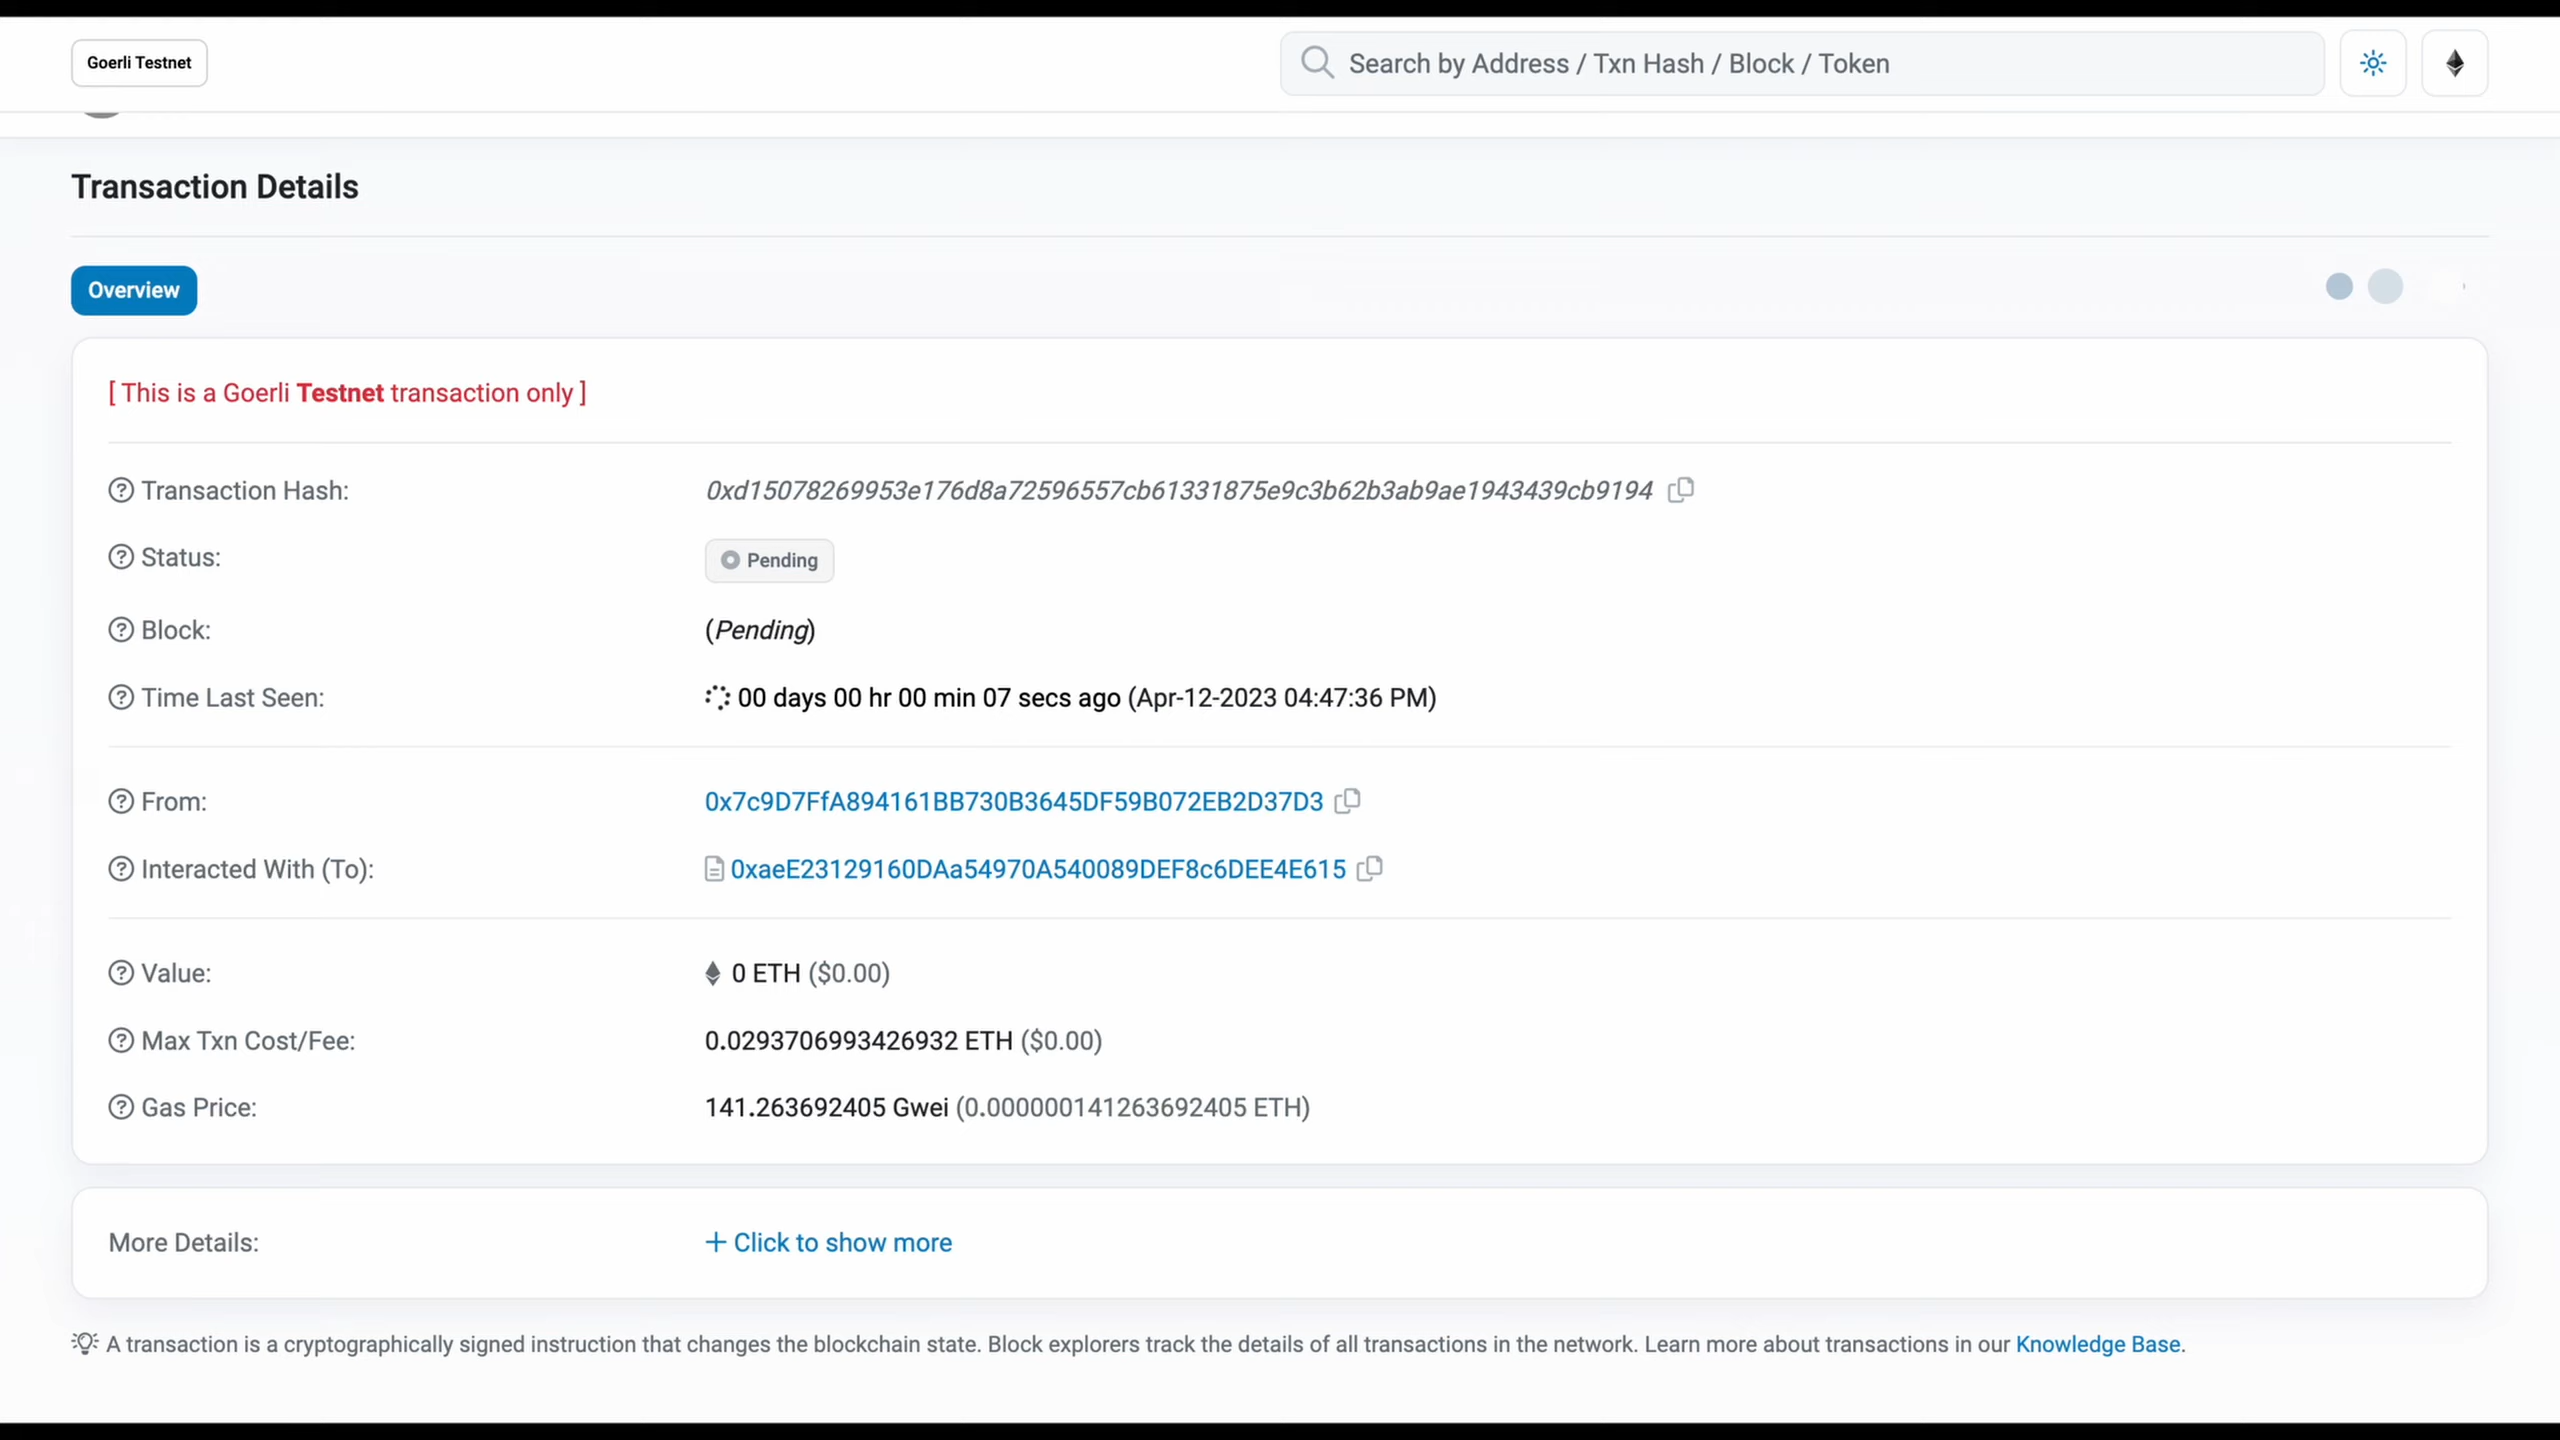 Goerli Testnet
Search by Address / Txn Hash / Block / Token
Transaction Details
Overview
[ This is a Goerli Testnet transaction only ]
Transaction Hash: 0xd15078269953e176d8a72596557cb61331875e9c3b62b3ab9ae1943439cb9194
Status: Pending
Block: (Pending)
Time Last Seen: 00 days 00 hr 00 min 07 secs ago (Apr-12-2023 04:47:36 PM)
From: 0x7c9D7FfA894161BB730B3645DF59B072EB2D37D3
Interacted With (To): 0xaeE23129160DAa54970A540089DEF8c6DEE4E615
Value: 0 ETH ($0.00)
Max Txn Cost/Fee: 0.0293706993426932 ETH ($0.00)
Gas Price: 141.263692405 Gwei (0.000000141263692405 ETH)
More Details: + Click to show more
A transaction is a cryptographically signed instruction that changes the blockchain state. Block explorers track the details of all transactions in the network. Learn more about transactions in our Knowledge Base.